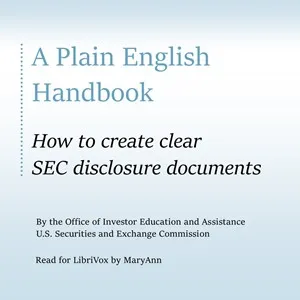 A Plain English
Handbook
How to create clear
SEC disclosure documents
By the Office of Investor Education and Assistance
U.S. Securities and Exchange Commission
Read for LibriVox by MaryAnn